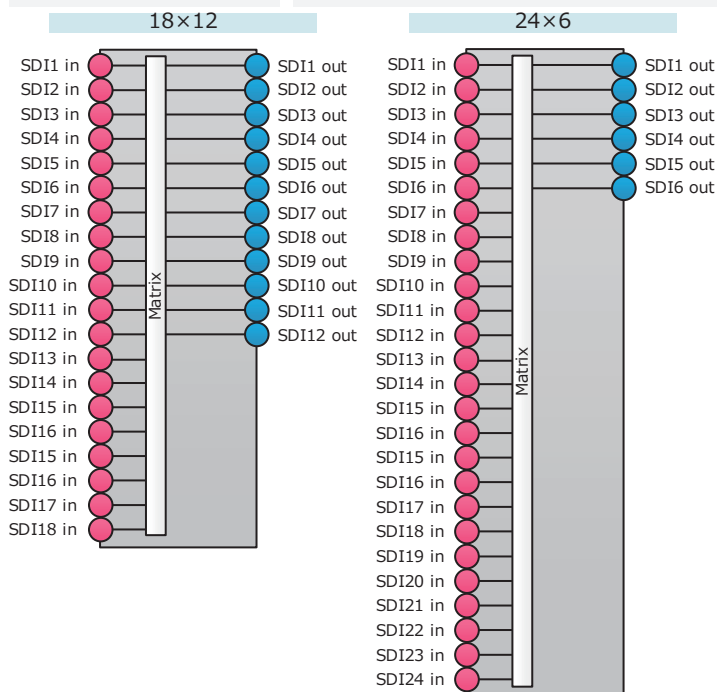 18×12
SDI1 in
SDI2 in
SDI3 in
SDI4 in
SDI5 in
SDI6 in
SDI7 in
SDI8 in
SDI9 in
SDI10 in
SDI11 in
SDI12 in
SDI13 in
SDI14 in
SDI15 in
SDI16 in
SDI15 in
SDI16 in
SDI17 in
SDI18 in
Matrix
SDI1 out
SDI2 out
SDI3 out
SDI4 out
SDI5 out
SDI6 out
SDI7 out
SDI8 out
SDI9 out
SDI10 out
SDI11 out
SDI12 out
24×6
SDI1 in
SDI2 in
SDI3 in
SDI4 in
SDI5 in
SDI6 in
SDI7 in
SDI8 in
SDI9 in
SDI10 in
SDI11 in
SDI12 in
SDI13 in
SDI14 in
SDI15 in
SDI16 in
SDI15 in
SDI16 in
SDI17 in
SDI18 in
SDI19 in
SDI20 in
SDI21 in
SDI22 in
SDI23 in
SDI24 in
Matrix
SDI1 out
SDI2 out
SDI3 out
SDI4 out
SDI5 out
SDI6 out